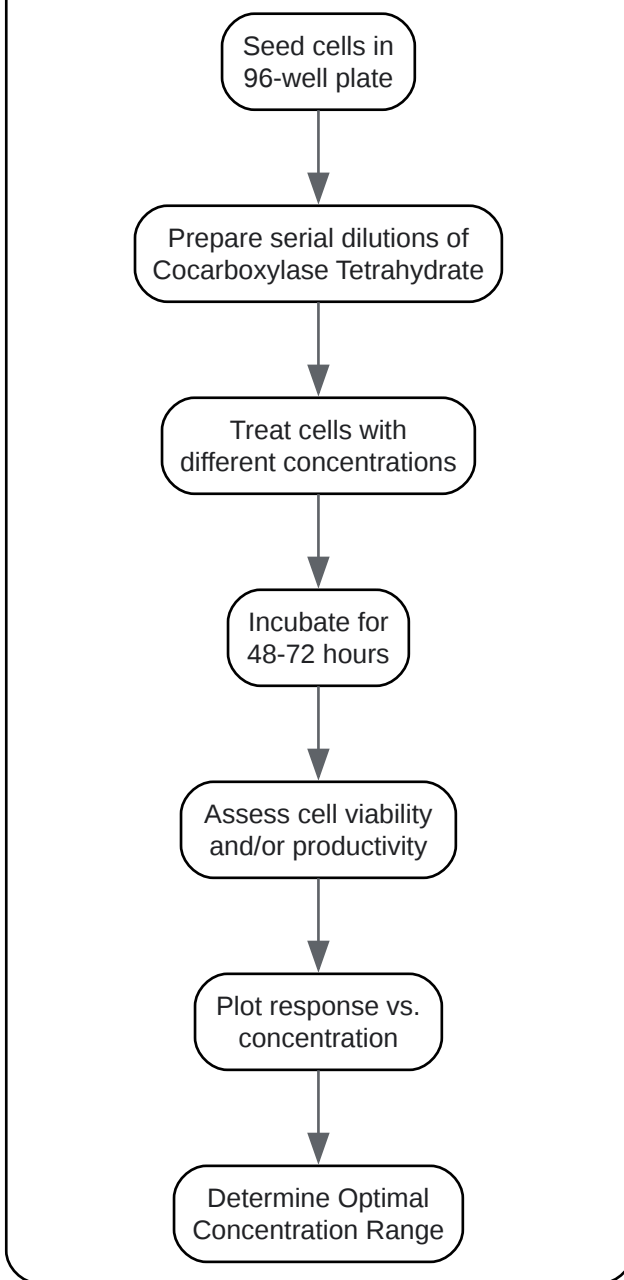 Seed cells in
96-well plate
Prepare serial dilutions of
Cocarboxylase Tetrahydrate
Treat cells with
different concentrations
Incubate for
48-72 hours
Assess cell viability
and/or productivity
Plot response vs.
concentration
Determine Optimal
Concentration Range